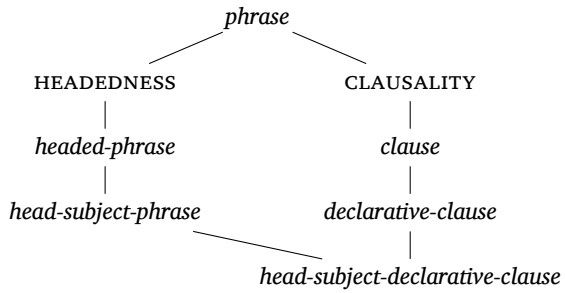 phrase
HEADEDNESS CLAUSALITY
headed-phrase clause
head-subject-phrase declarative-clause
head-subject-declarative-clause